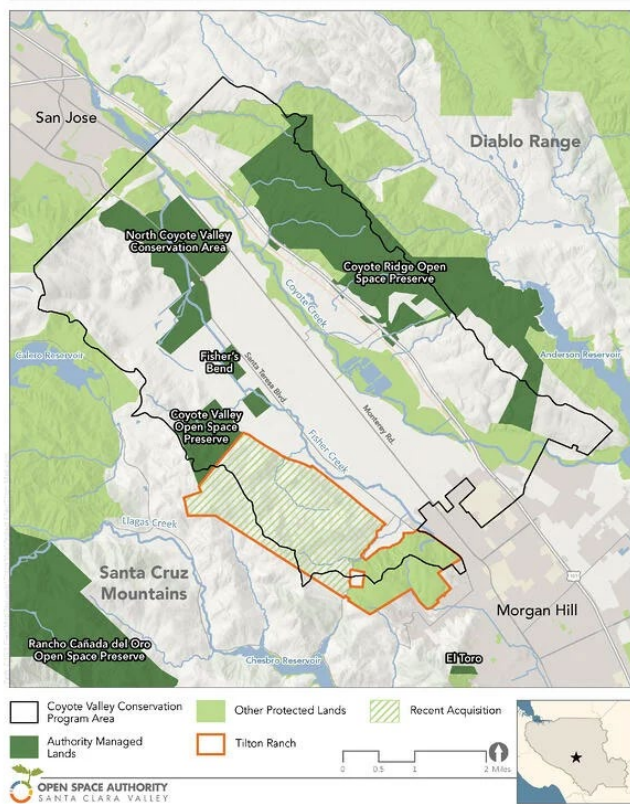 San Jose
Diablo Range
North Coyote Valley
Conservation Area
Coyote Ridge Open
Space Preserve
Coyote Creek
Calero Reservoir
Anderson Reservoir
Fisher's
Bend
Santa Teresa Blvd.
Monterey Rd.
Coyote Valley
Open Space
Preserve
Fisher Creek
Llagas Creek
Santa Cruz
Mountains
Morgan Hill
Rancho Cañada del Oro
Open Space Preserve
Chesbro Reservoir
El Toro
Coyote Valley Conservation
Program Area
Other Protected Lands
Recent Acquisition
Authority Managed
Lands
Tilton Ranch
0 0.5 1 2 Miles
OPEN SPACE AUTHORITY
SANTA CLARA VALLEY